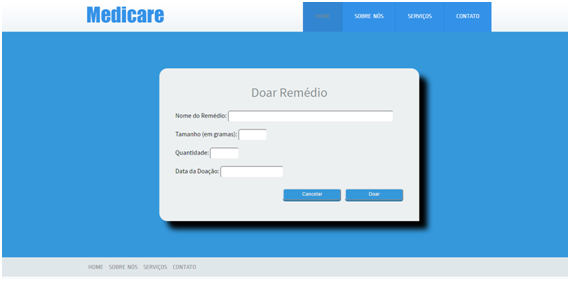 Medicare
HOME SOBRE NÓS SERVIÇOS CONTATO
Doar Remédio
Nome do Remédio:
Tamanho (em gramas):
Quantidade:
Data da Doação:
Cancelar Doar
HOME SOBRE NÓS SERVIÇOS CONTATO